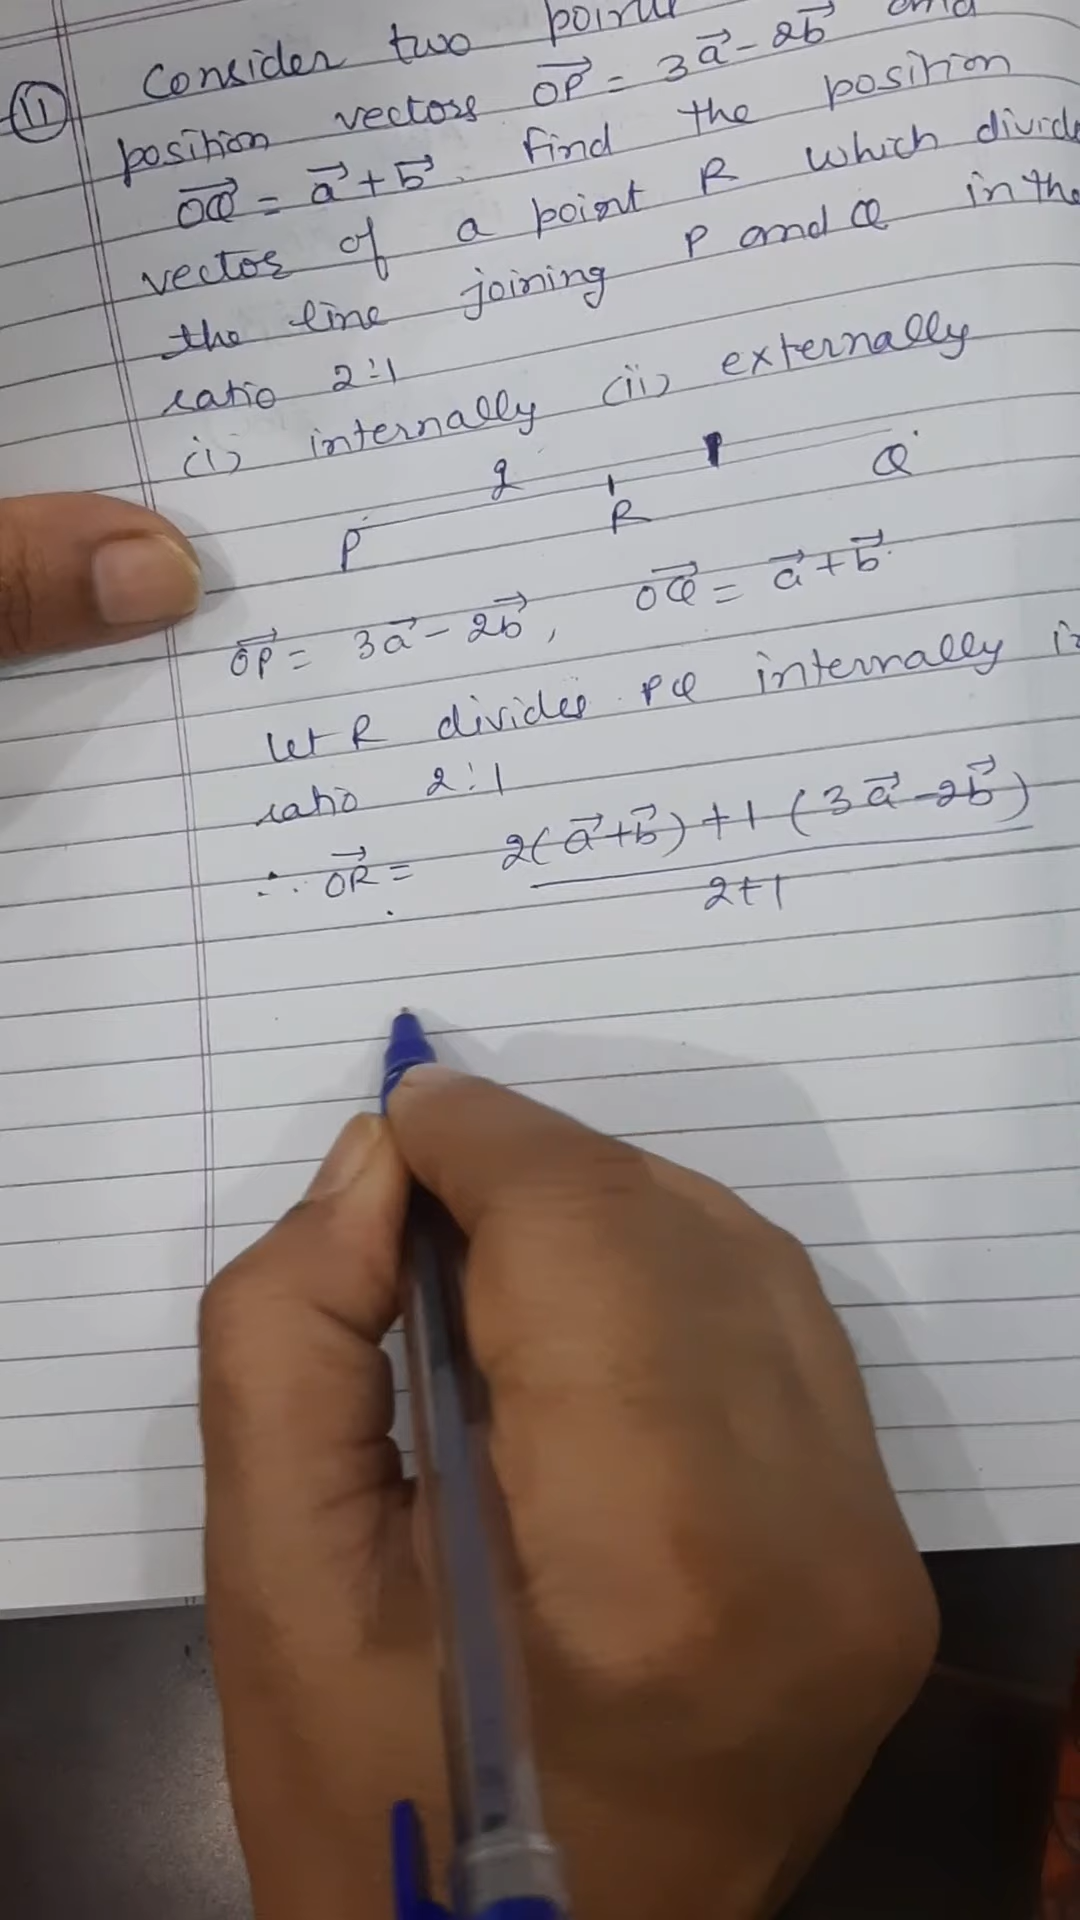 11 Consider two point
position vectors OP⃗ = 3a⃗ - 2b⃗ and
OQ⃗ = a⃗ + b⃗. Find the position
vector of a point R which divide
the line joining P and Q in the
ratio 2:1
(i) internally (ii) externally
2 1
P R Q
OP⃗ = 3a⃗ - 2b⃗, OQ⃗ = a⃗ + b⃗.
let R divides PQ internally in
ratio 2:1
∴ OR⃗ = 2(a⃗+b⃗)+1(3a⃗-2b⃗)
2+1